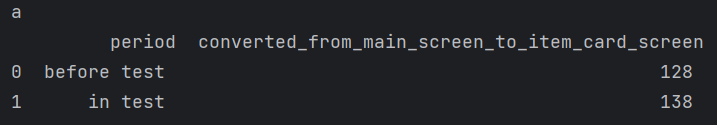 a
period converted_from_main_screen_to_item_card_screen
0 before test 128
1 in test 138